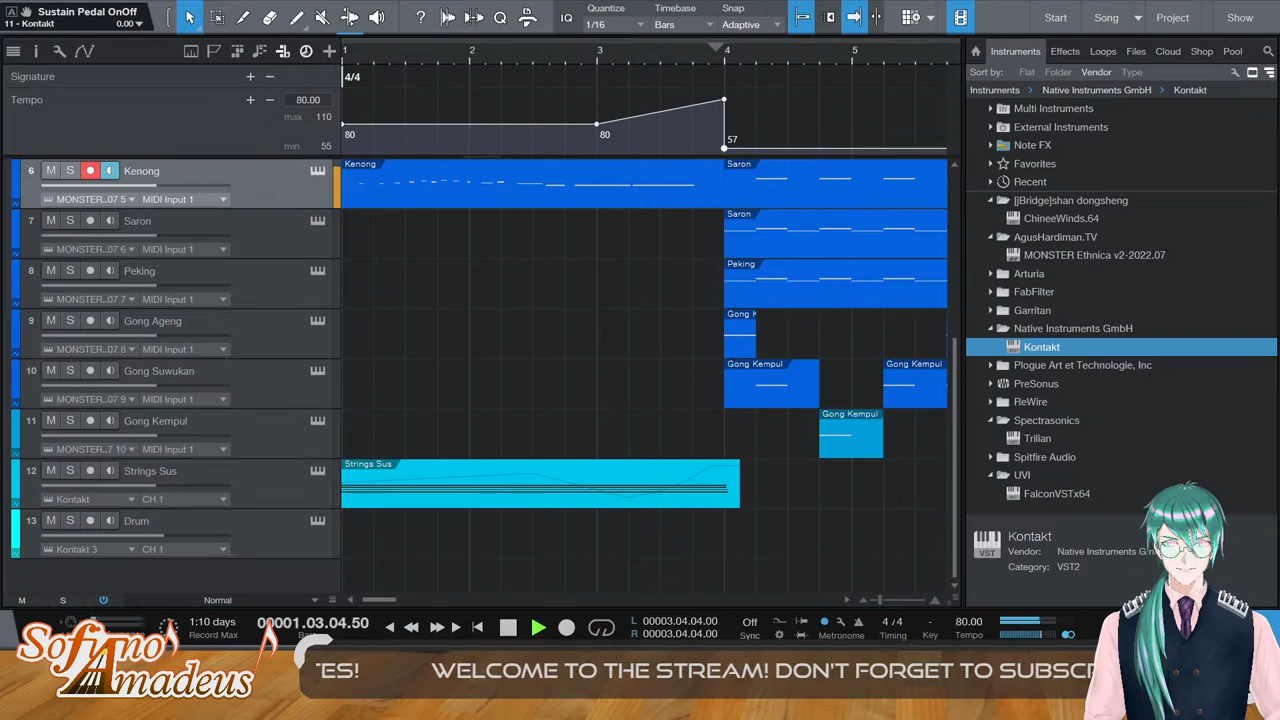 Sustain Pedal OnOff
11 - Kontakt 0.00
IQ
Quantize
1/16
Timebase
Bars
Snap
Adaptive
Start
Song
Project
Show
1
2
3
4
5
Instruments
Effects
Loops
Files
Cloud
Shop
Pool
Sort by: Flat Folder Vendor Type
Instruments
Native Instruments GmbH
Kontakt
Signature
4/4
Tempo
80.00
max 110
min 55
80
80
57
6 M S Kenong
MONSTER..07 5 MIDI Input 1
7 M S Saron
MONSTER..07 6 MIDI Input 1
8 M S Peking
MONSTER..07 7 MIDI Input 1
9 M S Gong Ageng
MONSTER..07 8 MIDI Input 1
10 M S Gong Suwukan
MONSTER..07 9 MIDI Input 1
11 M S Gong Kempul
MONSTER..7 10 MIDI Input 1
12 M S Strings Sus
Kontakt CH 1
13 M S Drum
Kontakt 3 CH 1
Kenong
Saron
Saron
Peking
Gong K
Gong Kempul
Gong Kempul
Gong Kempul
Strings Sus
Multi Instruments
External Instruments
Note FX
Favorites
Recent
[jBridge]shan dongsheng
ChineeWinds.64
AgusHardiman.TV
MONSTER Ethnica v2-2022.07
Arturia
FabFilter
Garritan
Native Instruments GmbH
Kontakt
Plogue Art et Technologie, Inc
PreSonus
ReWire
Spectrasonics
Trilian
Spitfire Audio
UVI
FalconVSTx64
Kontakt
Vendor: Native Instruments Gm
Category: VST2
VST
M S Normal
1:10 days
Record Max
00001.03.04.50
L 00003.04.04.00
R 00003.04.04.00
Off
Sync
Metronome
4 / 4
Timing
-
Key
80.00
Tempo
Sofiano
Amadeus
TES! WELCOME TO THE STREAM! DON'T FORGET TO SUBSC